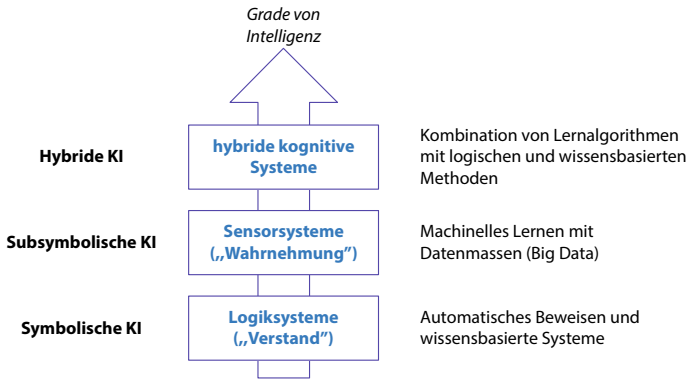 Grade von
Intelligenz
Hybride KI
hybride kognitive
Systeme
Kombination von Lernalgorithmen
mit logischen und wissensbasierten
Methoden
Subsymbolische KI
Sensorsysteme
(,,Wahrnehmung”)
Machinelles Lernen mit
Datenmassen (Big Data)
Symbolische KI
Logiksysteme
(,,Verstand”)
Automatisches Beweisen und
wissensbasierte Systeme